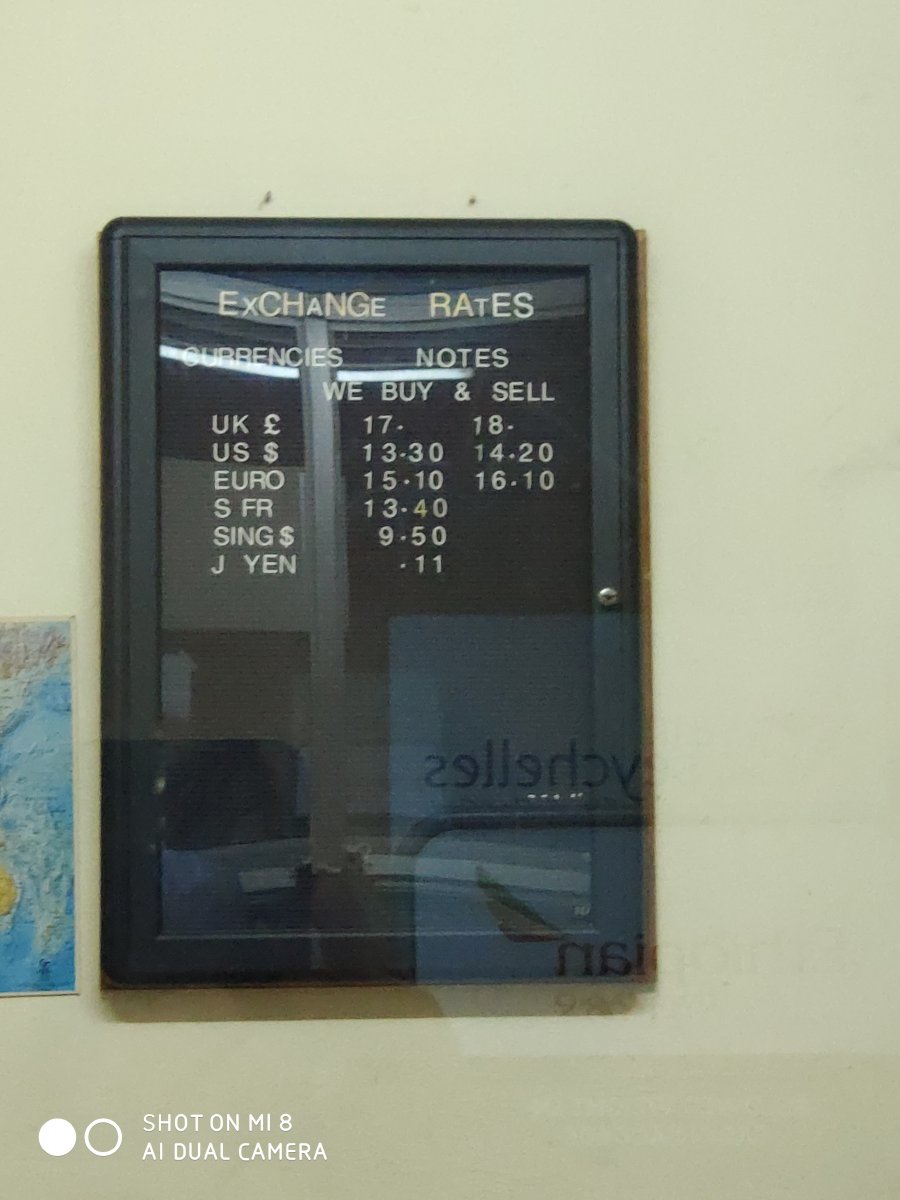 ExCHANGE RATES
CURRENCIES NOTES
WE BUY & SELL
UK £ 17. 18.
US $ 13.30 14.20
EURO 15.10 16.10
S FR 13.40
SING $ 9.50
J YEN .11
ychelles
SHOT ON MI 8
AI DUAL CAMERA